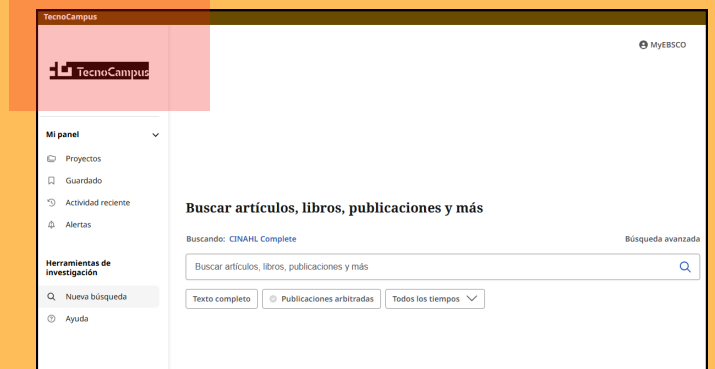 TecnoCampus
MyEBSCO
TecnoCampus
Mi panel
Proyectos
Guardado
Actividad reciente
Alertas
Herramientas de
investigación
Nueva búsqueda
Ayuda
Buscar artículos, libros, publicaciones y más
Buscando: CINAHL Complete
Búsqueda avanzada
Buscar artículos, libros, publicaciones y más
Texto completo
Publicaciones arbitradas
Todos los tiempos